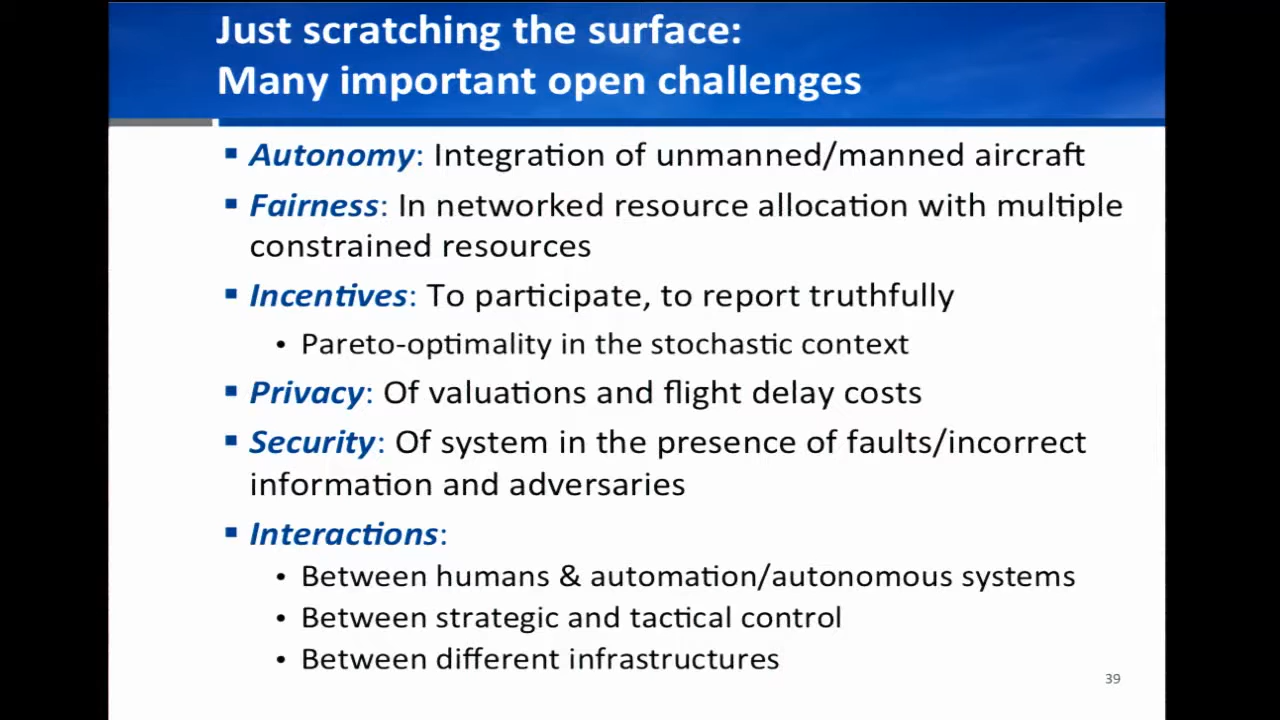 Just scratching the surface:
Many important open challenges
▪ Autonomy: Integration of unmanned/manned aircraft
▪ Fairness: In networked resource allocation with multiple
constrained resources
▪ Incentives: To participate, to report truthfully
• Pareto-optimality in the stochastic context
▪ Privacy: Of valuations and flight delay costs
▪ Security: Of system in the presence of faults/incorrect
information and adversaries
▪ Interactions:
• Between humans & automation/autonomous systems
• Between strategic and tactical control
• Between different infrastructures
39